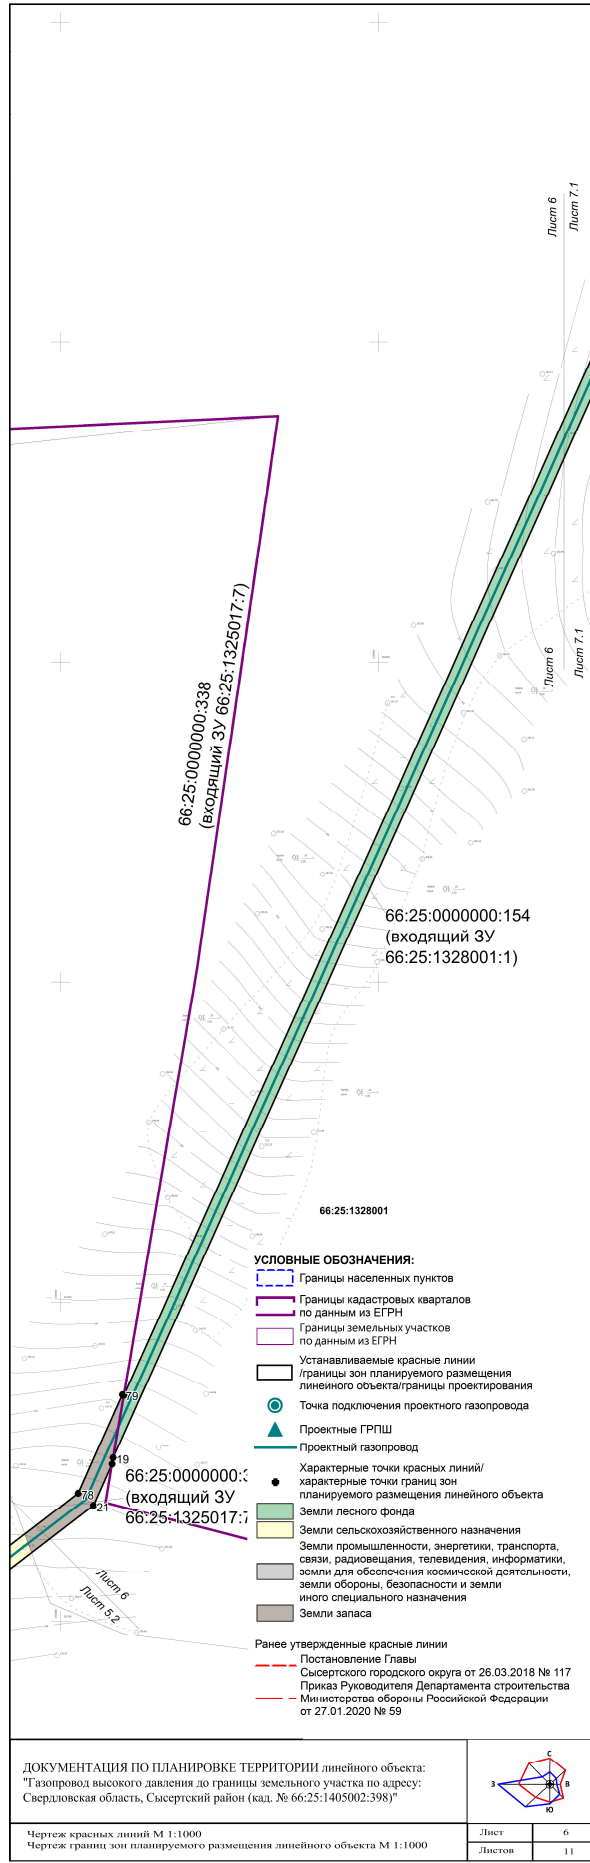 Лист 6
Лист 7.1
66:25:0000000:338
(входящий ЗУ 66:25:1325017:7)
Лист 6
Лист 7.1
66:25:0000000:154
(входящий ЗУ
66:25:1328001:1)
66:25:1328001
79
19
78
21
66:25:0000000:3
(входящий ЗУ
66:25:1325017:7
Лист 6
Лист 5.2
УСЛОВНЫЕ ОБОЗНАЧЕНИЯ:
Границы населенных пунктов
Границы кадастровых кварталов
по данным из ЕГРН
Границы земельных участков
по данным из ЕГРН
Устанавливаемые красные линии
/границы зон планируемого размещения
линейного объекта/границы проектирования
Точка подключения проектного газопровода
Проектные ГРПШ
Проектный газопровод
Характерные точки красных линий/
характерные точки границ зон
планируемого размещения линейного объекта
Земли лесного фонда
Земли сельскохозяйственного назначения
Земли промышленности, энергетики, транспорта,
связи, радиовещания, телевидения, информатики,
земли для обеспечения космической деятельности,
земли обороны, безопасности и земли
иного специального назначения
Земли запаса
Ранее утвержденные красные линии
Постановление Главы
Сысертского городского округа от 26.03.2018 № 117
Приказ Руководителя Департамента строительства
Министерства обороны Российской Федерации
от 27.01.2020 № 59
ДОКУМЕНТАЦИЯ ПО ПЛАНИРОВКЕ ТЕРРИТОРИИ линейного объекта:
"Газопровод высокого давления до границы земельного участка по адресу:
Свердловская область, Сысертский район (кад. № 66:25:1405002:398)"
С
З
В
Ю
Чертеж красных линий М 1:1000
Чертеж границ зон планируемого размещения линейного объекта М 1:1000
Лист 6
Листов 11